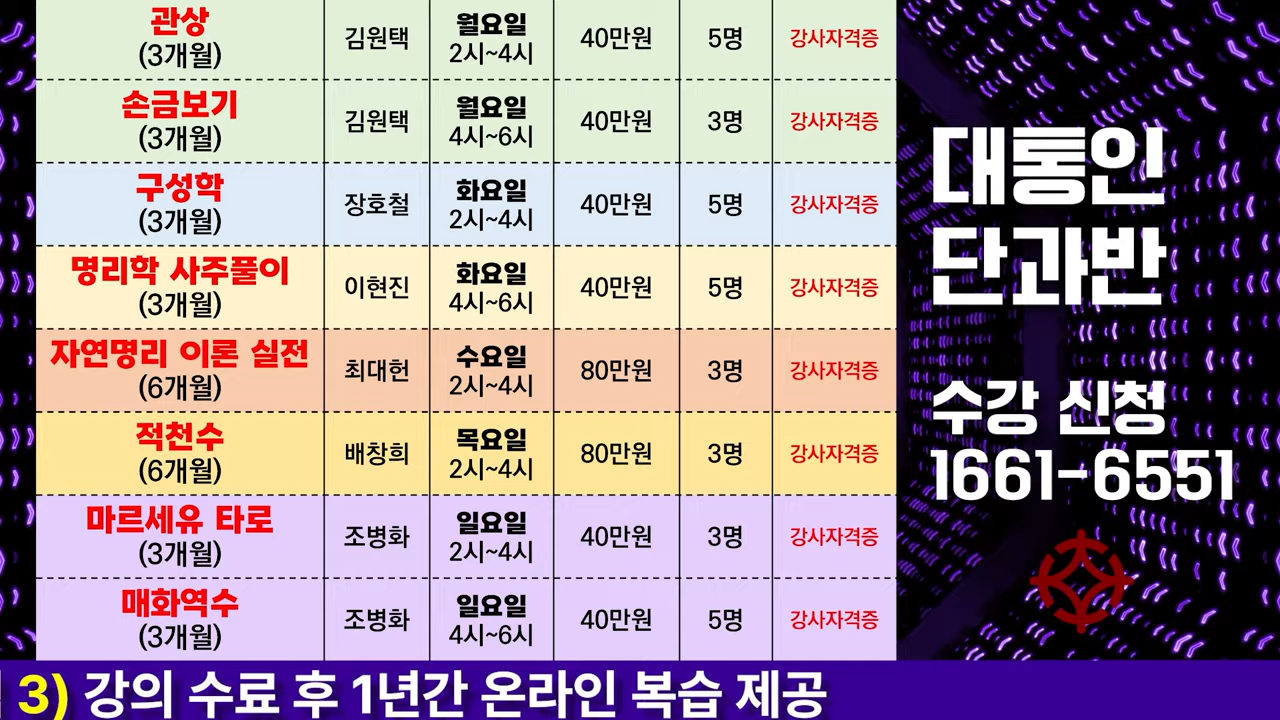 관상
(3개월)
김원택
월요일
2시~4시
40만원
5명
강사자격증
손금보기
(3개월)
김원택
월요일
4시~6시
40만원
3명
강사자격증
구성학
(3개월)
장호철
화요일
2시~4시
40만원
5명
강사자격증
명리학 사주풀이
(3개월)
이현진
화요일
4시~6시
40만원
5명
강사자격증
자연명리 이론 실전
(6개월)
최대헌
수요일
2시~4시
80만원
3명
강사자격증
적천수
(6개월)
배창희
목요일
2시~4시
80만원
3명
강사자격증
마르세유 타로
(3개월)
조병화
일요일
2시~4시
40만원
3명
강사자격증
매화역수
(3개월)
조병화
일요일
4시~6시
40만원
5명
강사자격증
대통인
단과반
수강 신청
1661-6551
3) 강의 수료 후 1년간 온라인 복습 제공